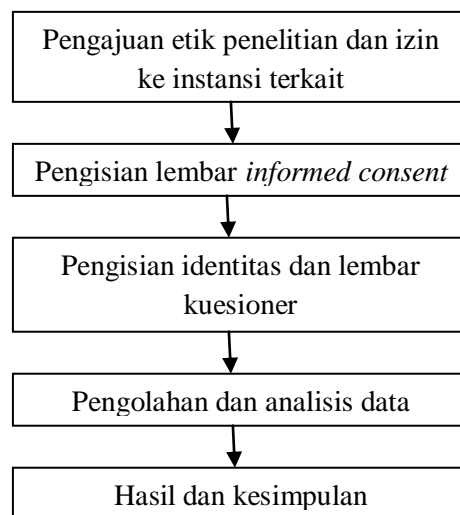 Pengajuan etik penelitian dan izin
ke instansi terkait
Pengisian lembar informed consent
Pengisian identitas dan lembar
kuesioner
Pengolahan dan analisis data
Hasil dan kesimpulan